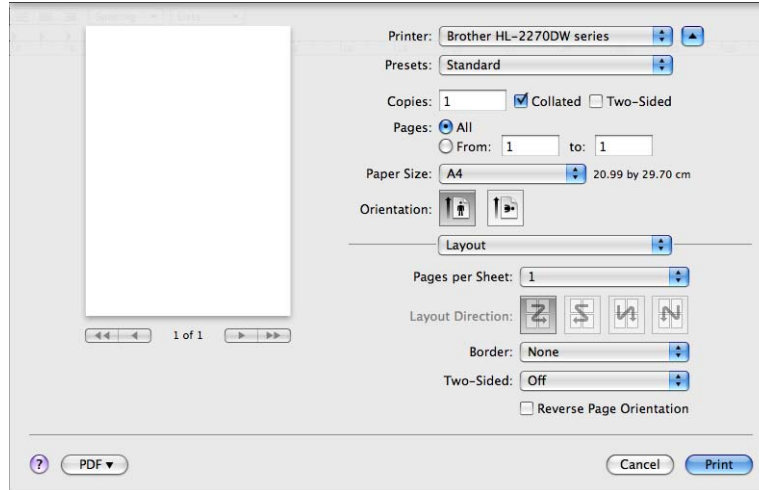 Spacing Lists
Printer: Brother HL-2270DW series
Presets: Standard
Copies: 1 Collated Two-Sided
Pages: All
From: 1 to: 1
Paper Size: A4 20.99 by 29.70 cm
Orientation:
Layout
Pages per Sheet: 1
Layout Direction:
1 of 1
Border: None
Two-Sided: Off
Reverse Page Orientation
? PDF ▼ Cancel Print